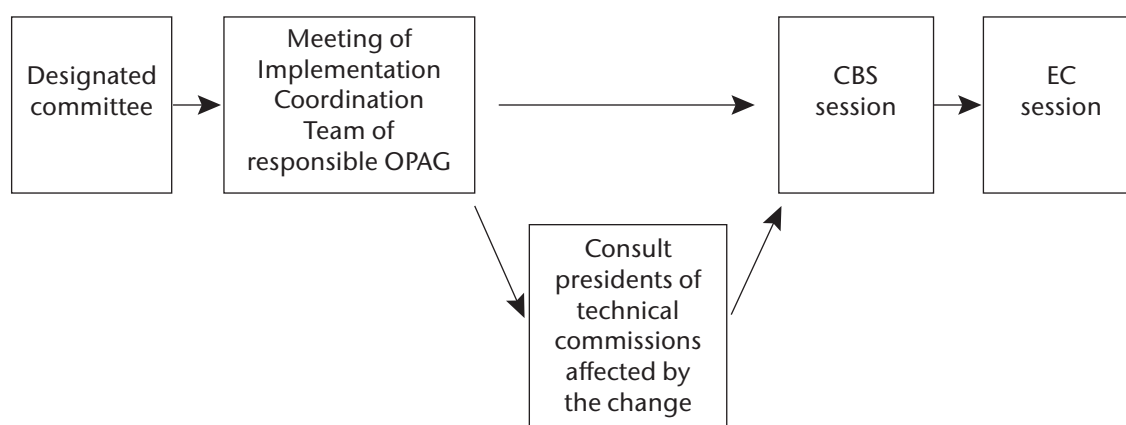 Designated
committee
Meeting of
Implementation
Coordination
Team of
responsible OPAG
CBS
session
EC
session
Consult
presidents of
technical
commissions
affected by
the change